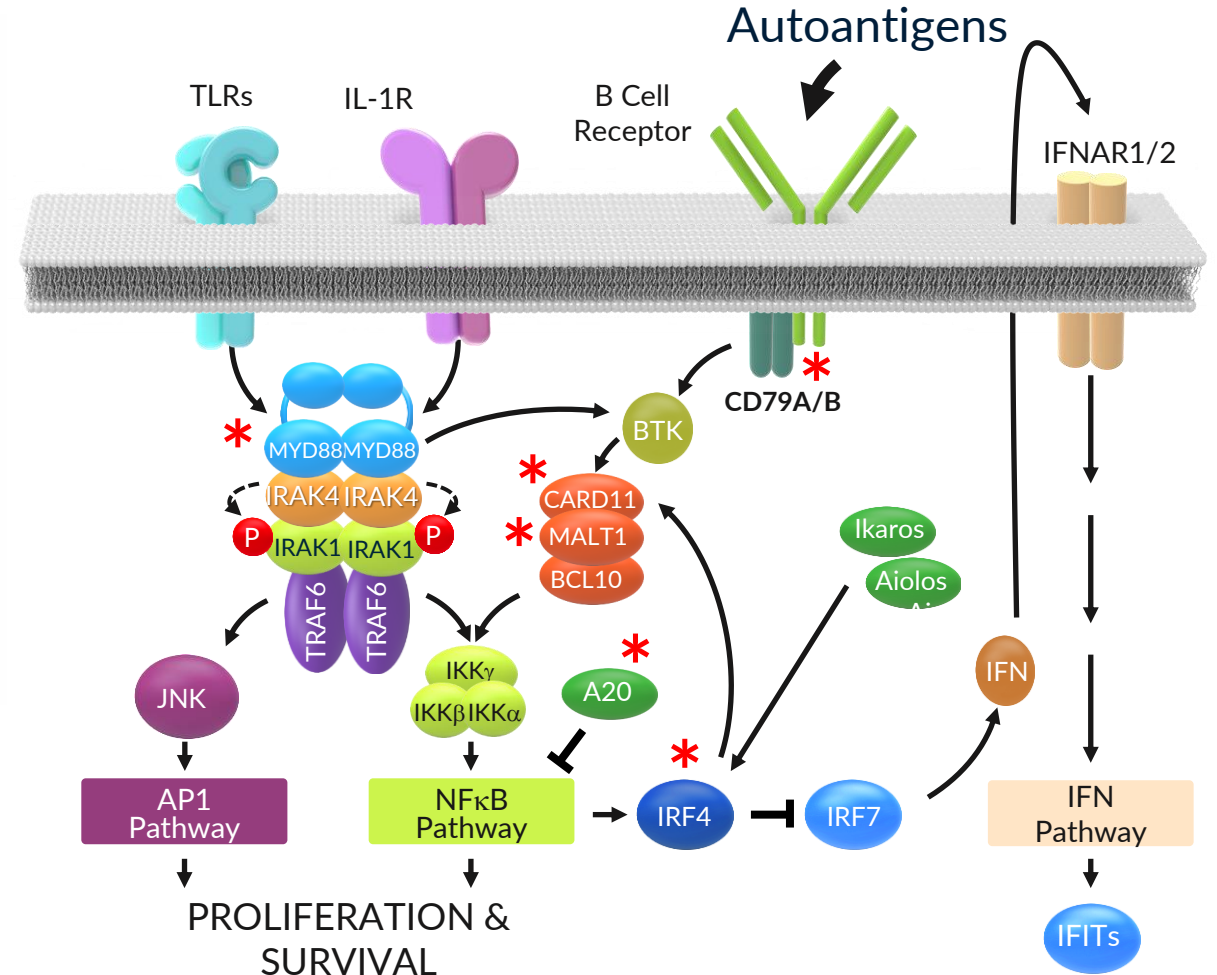 Autoantigens
TLRs
IL-1R
B Cell
Receptor
IFNAR1/2
CD79A/B
*
*
MYD88
MYD88
BTK
IRAK4
IRAK4
P
P
IRAK1
IRAK1
TRAF6
TRAF6
*
CARD11
*
MALT1
BCL10
Ikaros
Aiolos
JNK
IKKγ
IKKβ
IKKα
*
A20
IFN
*
AP1
Pathway
NFκB
Pathway
IRF4
IRF7
IFN
Pathway
PROLIFERATION &
SURVIVAL
IFITs